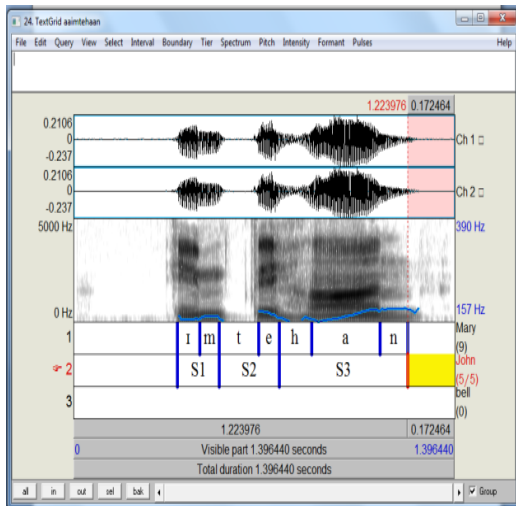 24. TextGrid aaimtehaan
File Edit Query View Select Interval Boundary Tier Spectrum Pitch Intensity Formant Pulses Help
1.223976 0.172464
0.2106
0
-0.237
Ch 1
0.2106
0
-0.237
Ch 2
5000 Hz
390 Hz
0 Hz
157 Hz
1 ɪ m t e h a n Mary
(9)
2 S1 S2 S3 John
(5/5)
3 bell
(0)
1.223976 0.172464
0 Visible part 1.396440 seconds 1.396440
Total duration 1.396440 seconds
all in out sel bak Group